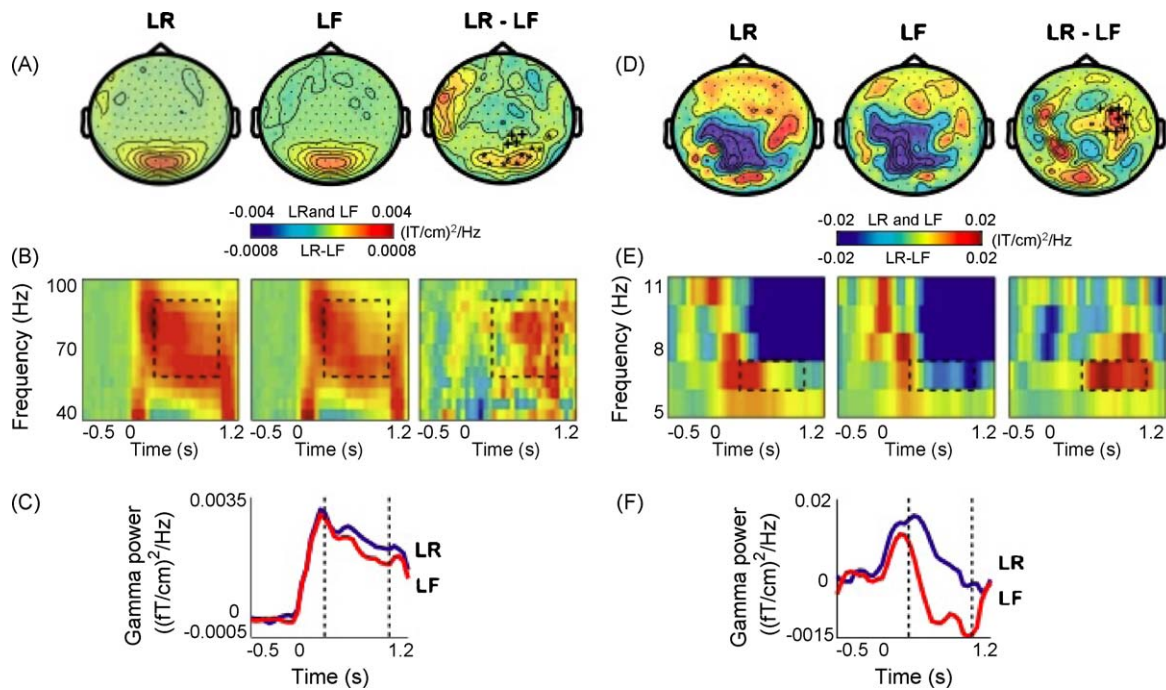 LR LF LR - LF
(A)
-0.004 LRand LF 0.004
(IT/cm)2/Hz
-0.0008 LR-LF 0.0008
(B)
Frequency (Hz)
100
70
40
-0.5 0 1.2 -0.5 0 1.2 -0.5 0 1.2
Time (s) Time (s) Time (s)
(C)
Gamma power
((fT/cm)2/Hz
0.0035
0
-0.0005
LR
LF
-0.5 0 1.2
Time (s)
LR LF LR - LF
(D)
-0.02 LR and LF 0.02
(IT/cm)2/Hz
-0.02 LR-LF 0.02
(E)
Frequency (Hz)
11
8
5
-0.5 0 1.2 -0.5 0 1.2 -0.5 0 1.2
Time (s) Time (s) Time (s)
(F)
Gamma power
((fT/cm)2/Hz
0.02
0
-0015
LR
LF
-0.5 0 1.2
Time (s)